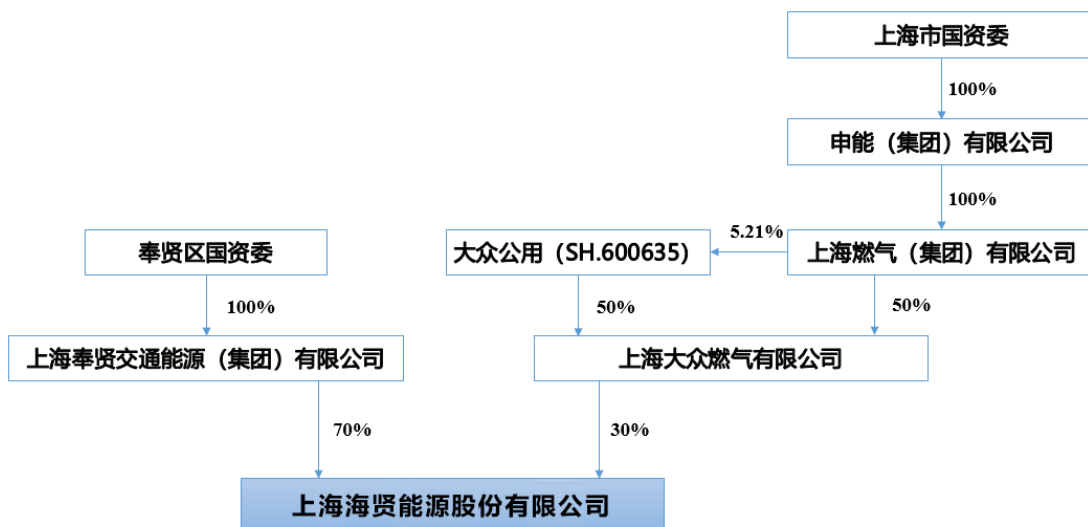 上海市国资委
100%
申能（集团）有限公司
100%
奉贤区国资委
大众公用（SH.600635）
5.21%
上海燃气（集团）有限公司
100%
50%
50%
上海奉贤交通能源（集团）有限公司
上海大众燃气有限公司
70%
30%
上海海贤能源股份有限公司